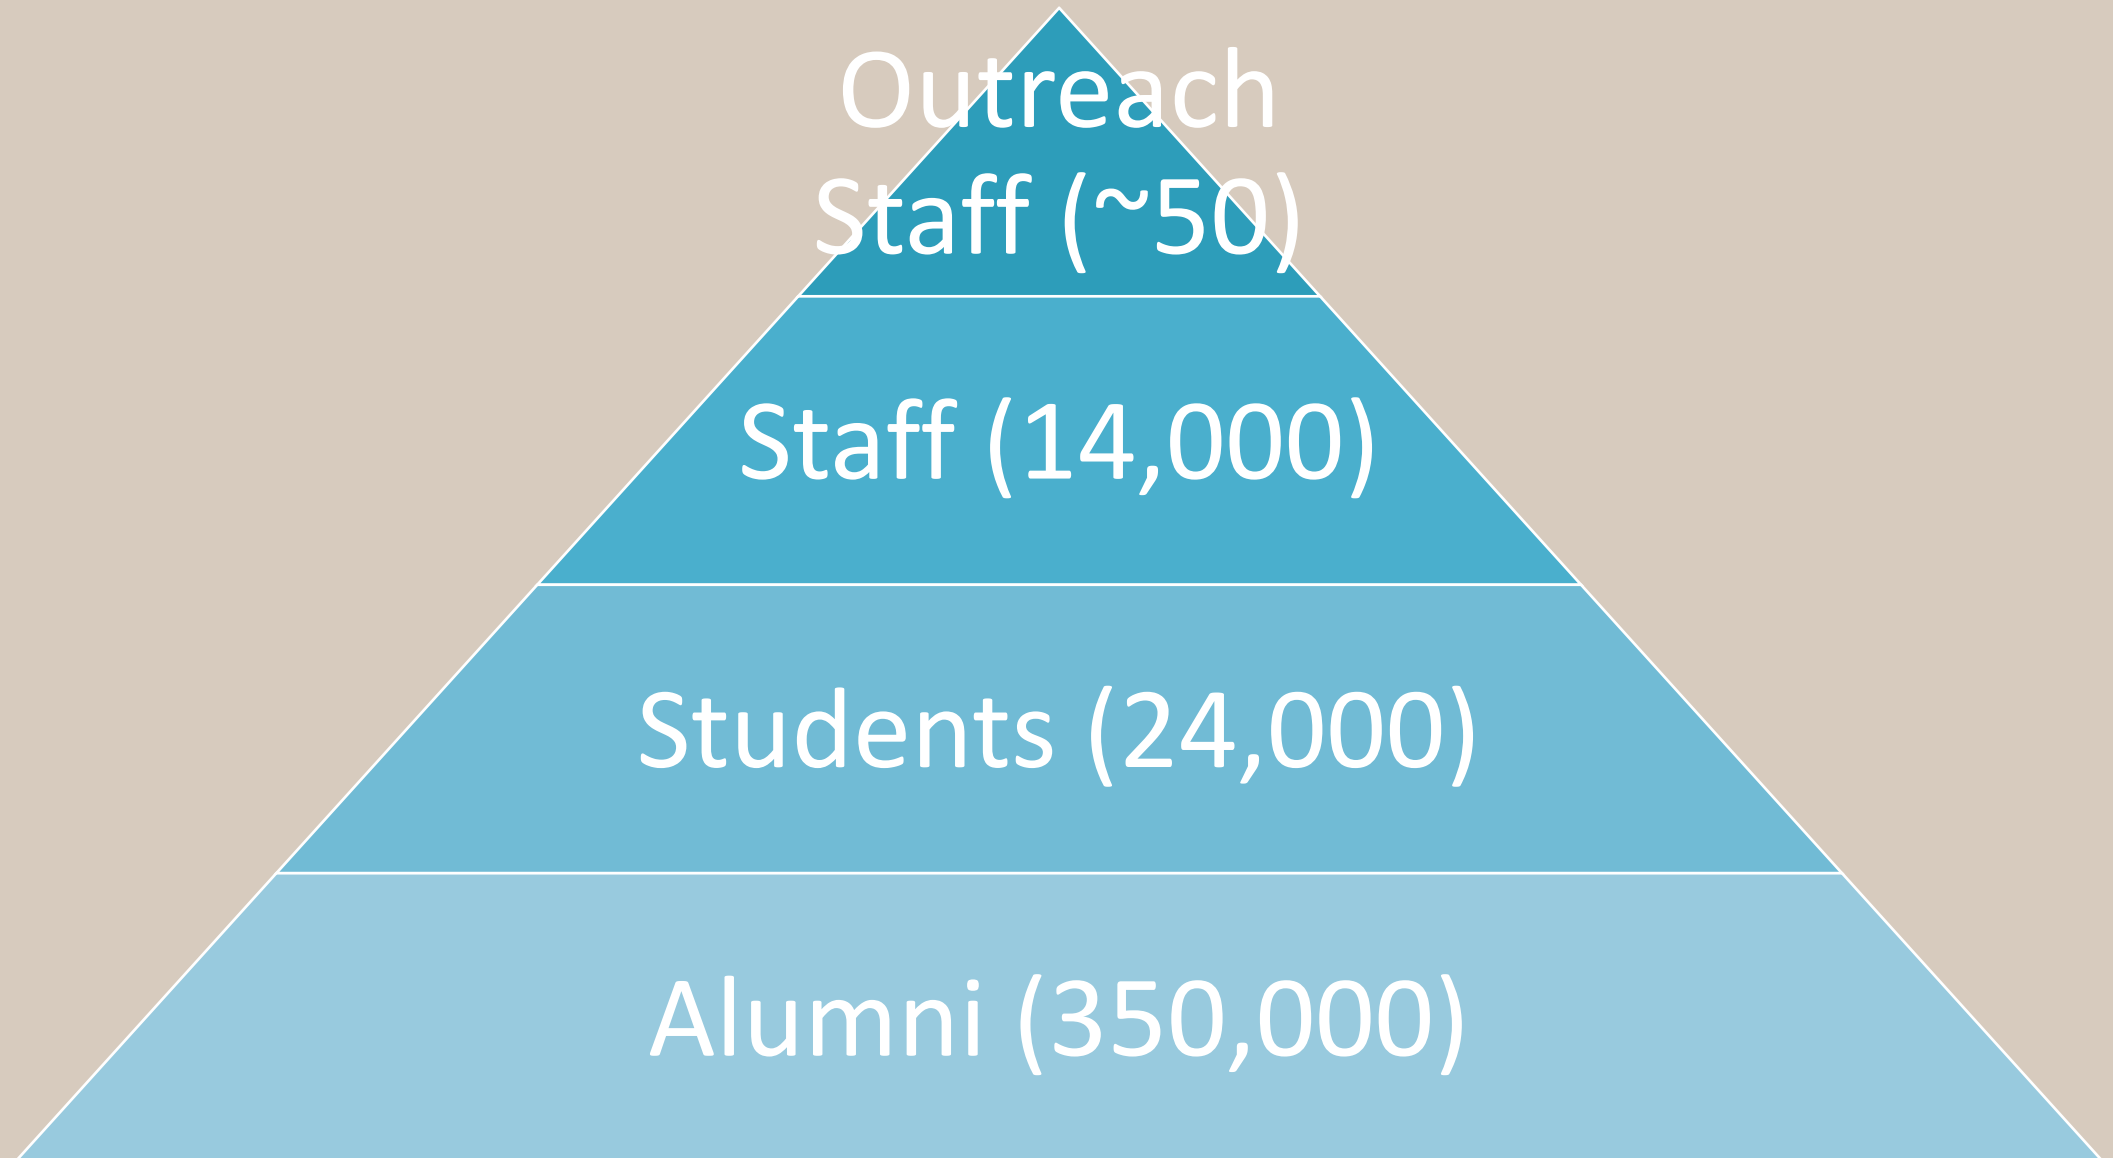 Outreach
Staff (~50)
Staff (14,000)
Students (24,000)
Alumni (350,000)